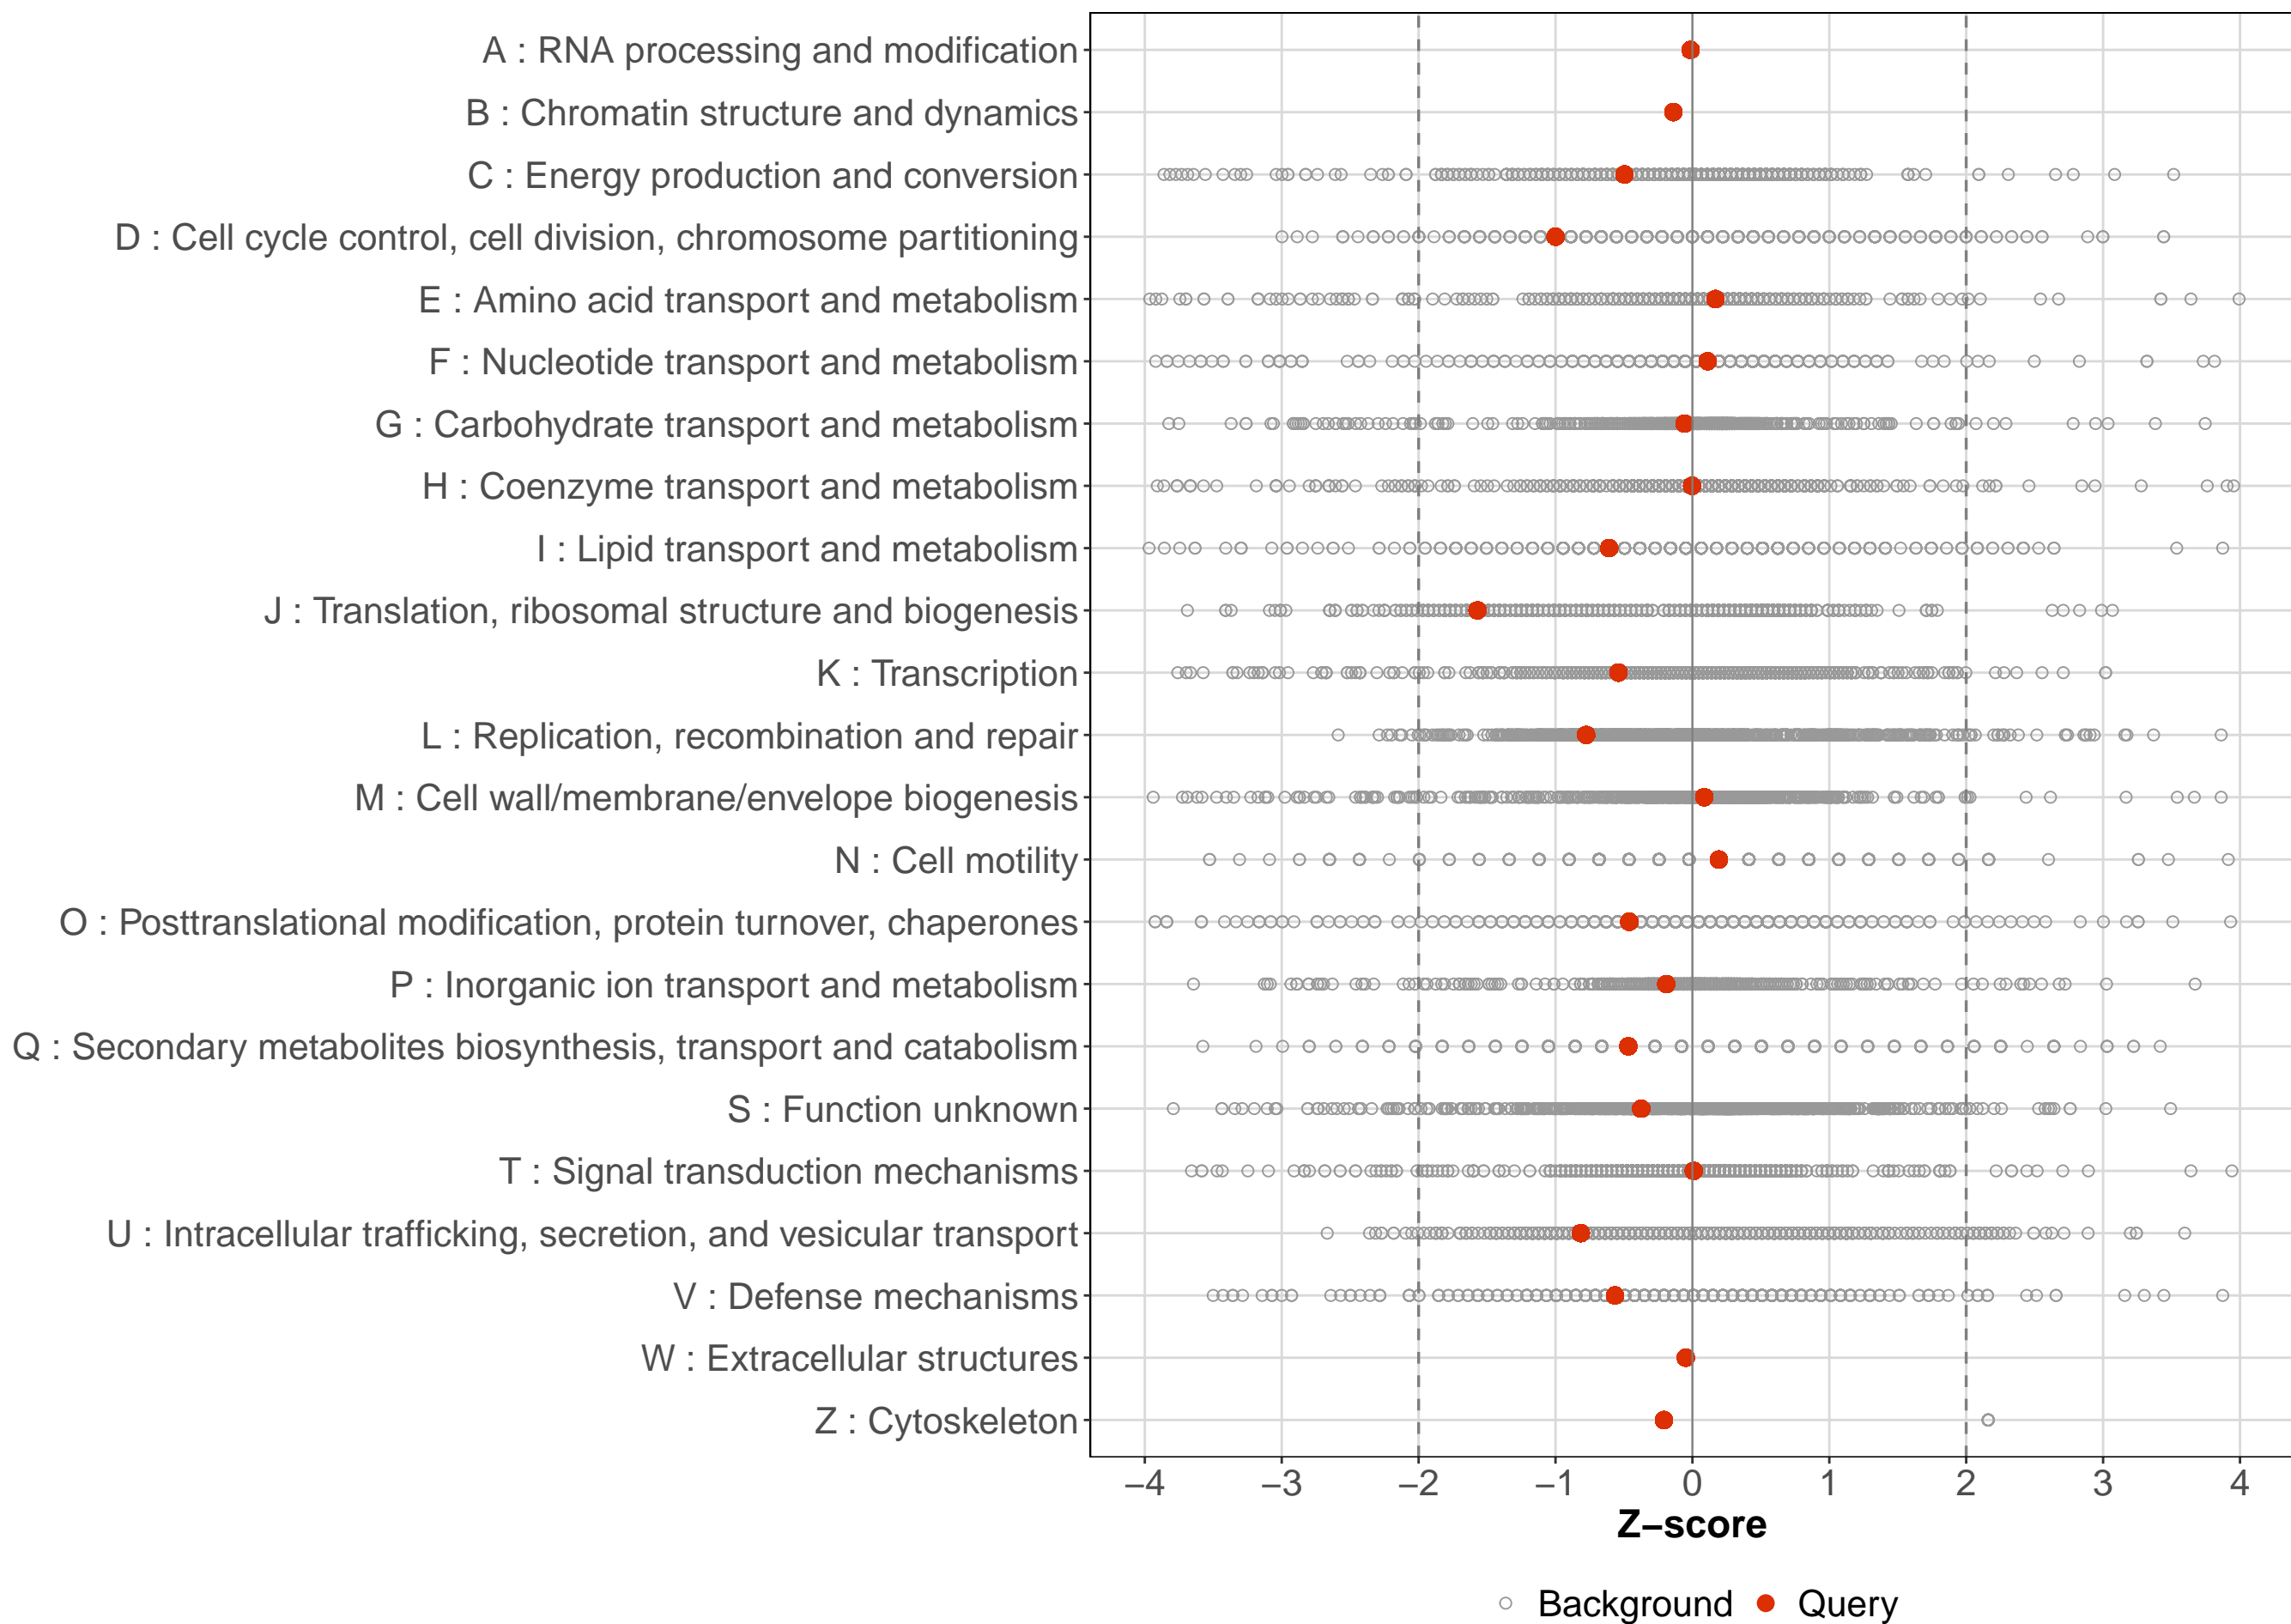 A : RNA processing and modification
B : Chromatin structure and dynamics
C : Energy production and conversion
D : Cell cycle control, cell division, chromosome partitioning
E : Amino acid transport and metabolism
F : Nucleotide transport and metabolism
G : Carbohydrate transport and metabolism
H : Coenzyme transport and metabolism
I : Lipid transport and metabolism
J : Translation, ribosomal structure and biogenesis
K : Transcription
L : Replication, recombination and repair
M : Cell wall/membrane/envelope biogenesis
N : Cell motility
O : Posttranslational modification, protein turnover, chaperones
P : Inorganic ion transport and metabolism
Q : Secondary metabolites biosynthesis, transport and catabolism
S : Function unknown
T : Signal transduction mechanisms
U : Intracellular trafficking, secretion, and vesicular transport
V : Defense mechanisms
W : Extracellular structures
Z : Cytoskeleton
−4 −3 −2 −1 0 1 2 3 4
Z−score
Background Query